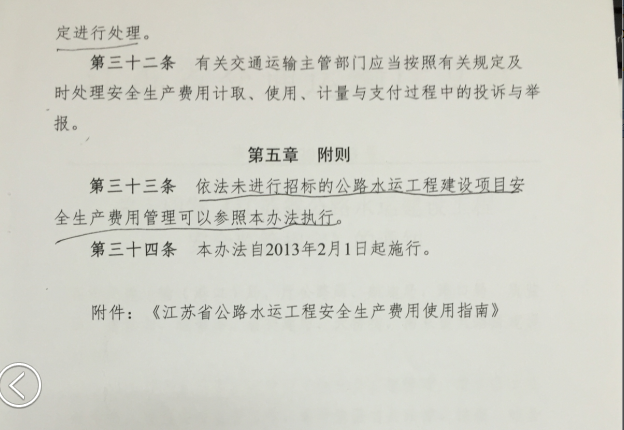 定进行处理。
第三十二条 有关交通运输主管部门应当按照有关规定及
时处理安全生产费用计取、使用、计量与支付过程中的投诉与举
报。
第五章 附则
第三十三条 依法未进行招标的公路水运工程建设项目安
全生产费用管理可以参照本办法执行。
第三十四条 本办法自2013年2月1日起施行。
附件：《江苏省公路水运工程安全生产费用使用指南》